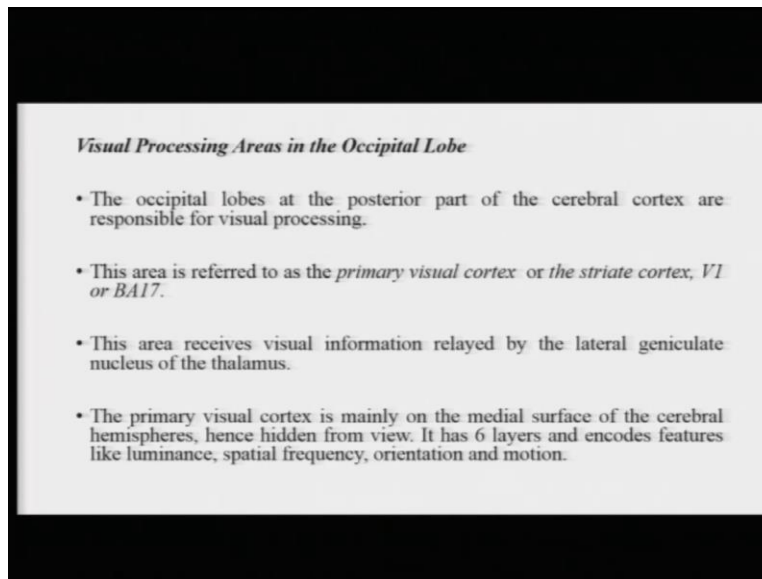 Visual Processing Areas in the Occipital Lobe
• The occipital lobes at the posterior part of the cerebral cortex are
responsible for visual processing.
• This area is referred to as the primary visual cortex or the striate cortex, V1
or BA17.
• This area receives visual information relayed by the lateral geniculate
nucleus of the thalamus.
• The primary visual cortex is mainly on the medial surface of the cerebral
hemispheres, hence hidden from view. It has 6 layers and encodes features
like luminance, spatial frequency, orientation and motion.